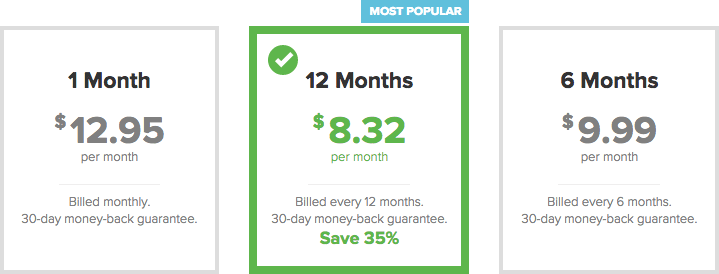 MOST POPULAR
1 Month
$12.95
per month
Billed monthly.
30-day money-back guarantee.
12 Months
$8.32
per month
Billed every 12 months.
30-day money-back guarantee.
Save 35%
6 Months
$9.99
per month
Billed every 6 months.
30-day money-back guarantee.